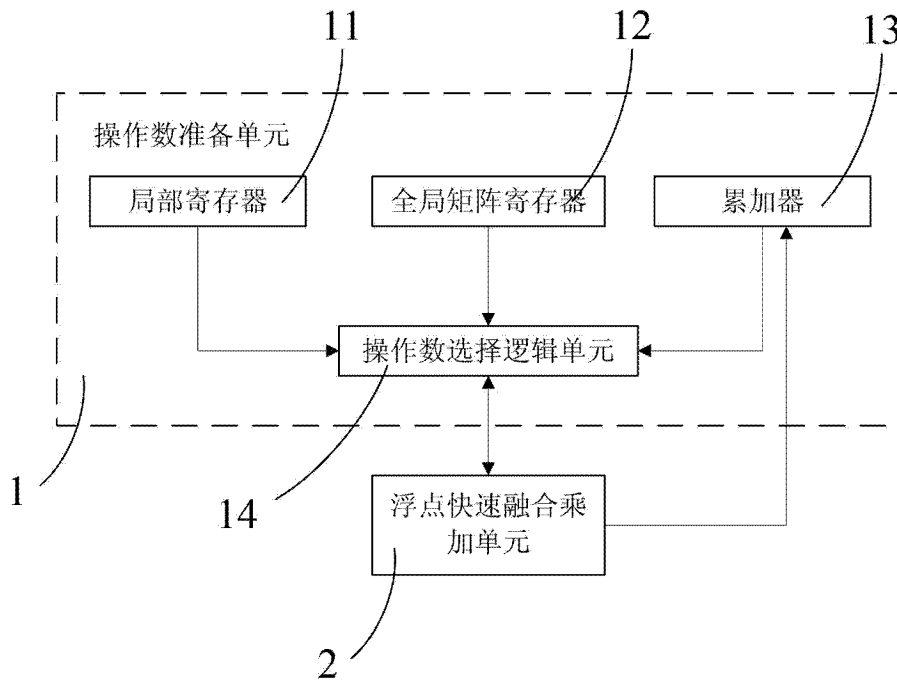 11
12
13
操作数准备单元
局部寄存器
全局矩阵寄存器
累加器
操作数选择逻辑单元
1
14
浮点快速融合乘
加单元
2